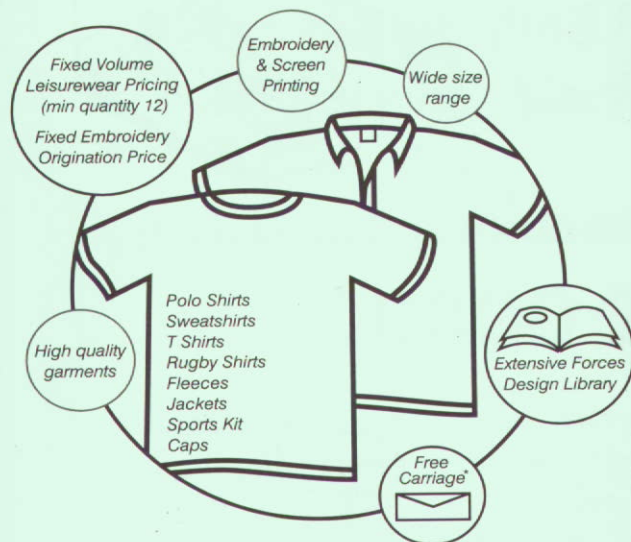 Fixed Volume
Leisurewear Pricing
(min quantity 12)
Fixed Embroidery
Origination Price
Embroidery
& Screen
Printing
Wide size
range
Polo Shirts
Sweatshirts
T Shirts
Rugby Shirts
Fleeces
Jackets
Sports Kit
Caps
High quality
garments
Extensive Forces
Design Library
Free
Carriage*